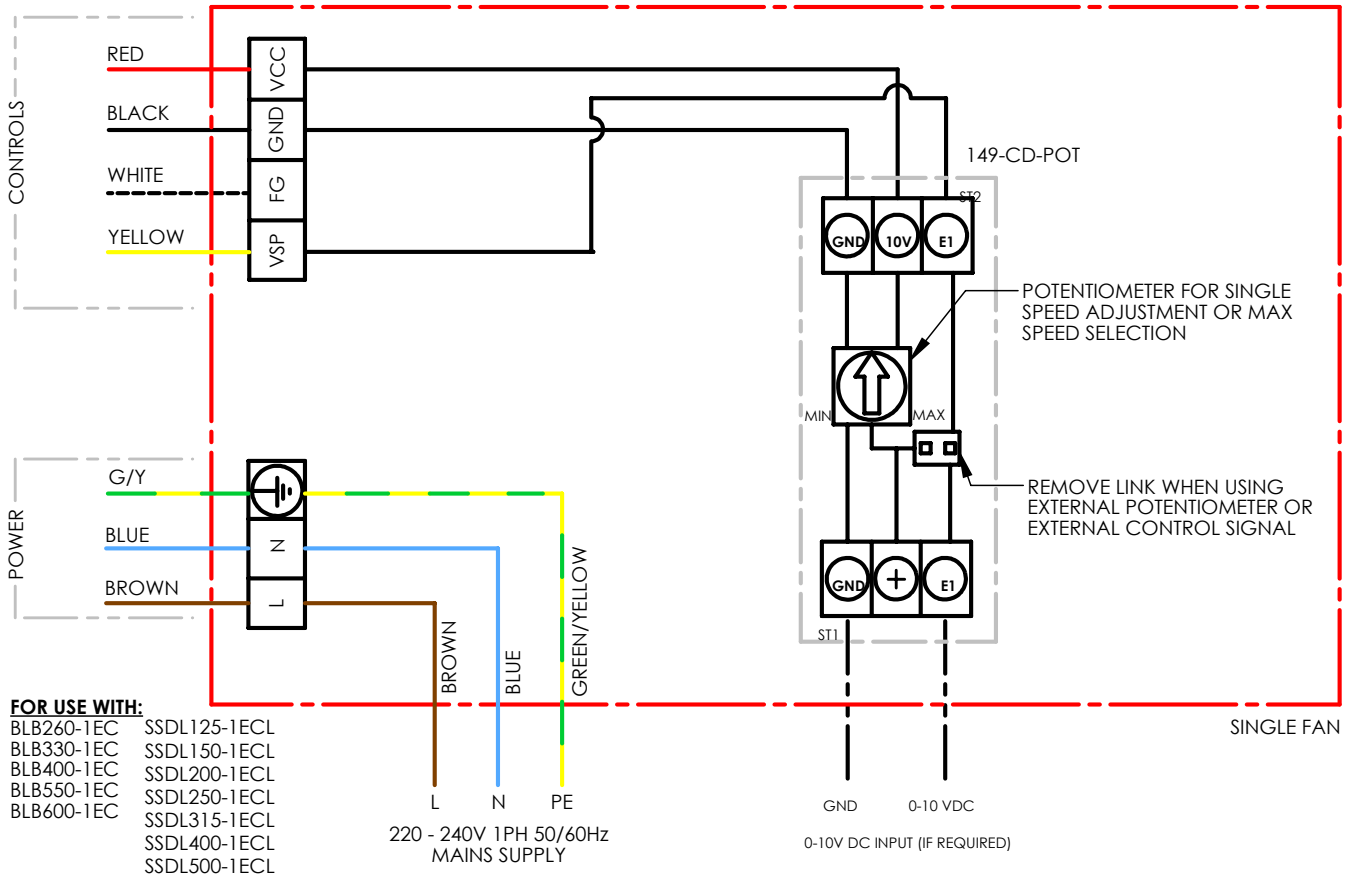 CONTROLS
RED
BLACK
WHITE
YELLOW
VCC
GND
FG
VSP
149-CD-POT
ST2
GND
10V
E1
POTENTIOMETER FOR SINGLE
SPEED ADJUSTMENT OR MAX
SPEED SELECTION
MIN
MAX
REMOVE LINK WHEN USING
EXTERNAL POTENTIOMETER OR
EXTERNAL CONTROL SIGNAL
GND
+
E1
ST1
POWER
G/Y
BLUE
BROWN
N
L
BROWN
BLUE
GREEN/YELLOW
SINGLE FAN
FOR USE WITH:
BLB260-1EC
BLB330-1EC
BLB400-1EC
BLB550-1EC
BLB600-1EC
SSDL125-1ECL
SSDL150-1ECL
SSDL200-1ECL
SSDL250-1ECL
SSDL315-1ECL
SSDL400-1ECL
SSDL500-1ECL
L N PE
220 - 240V 1PH 50/60Hz
MAINS SUPPLY
GND 0-10 VDC
0-10V DC INPUT (IF REQUIRED)